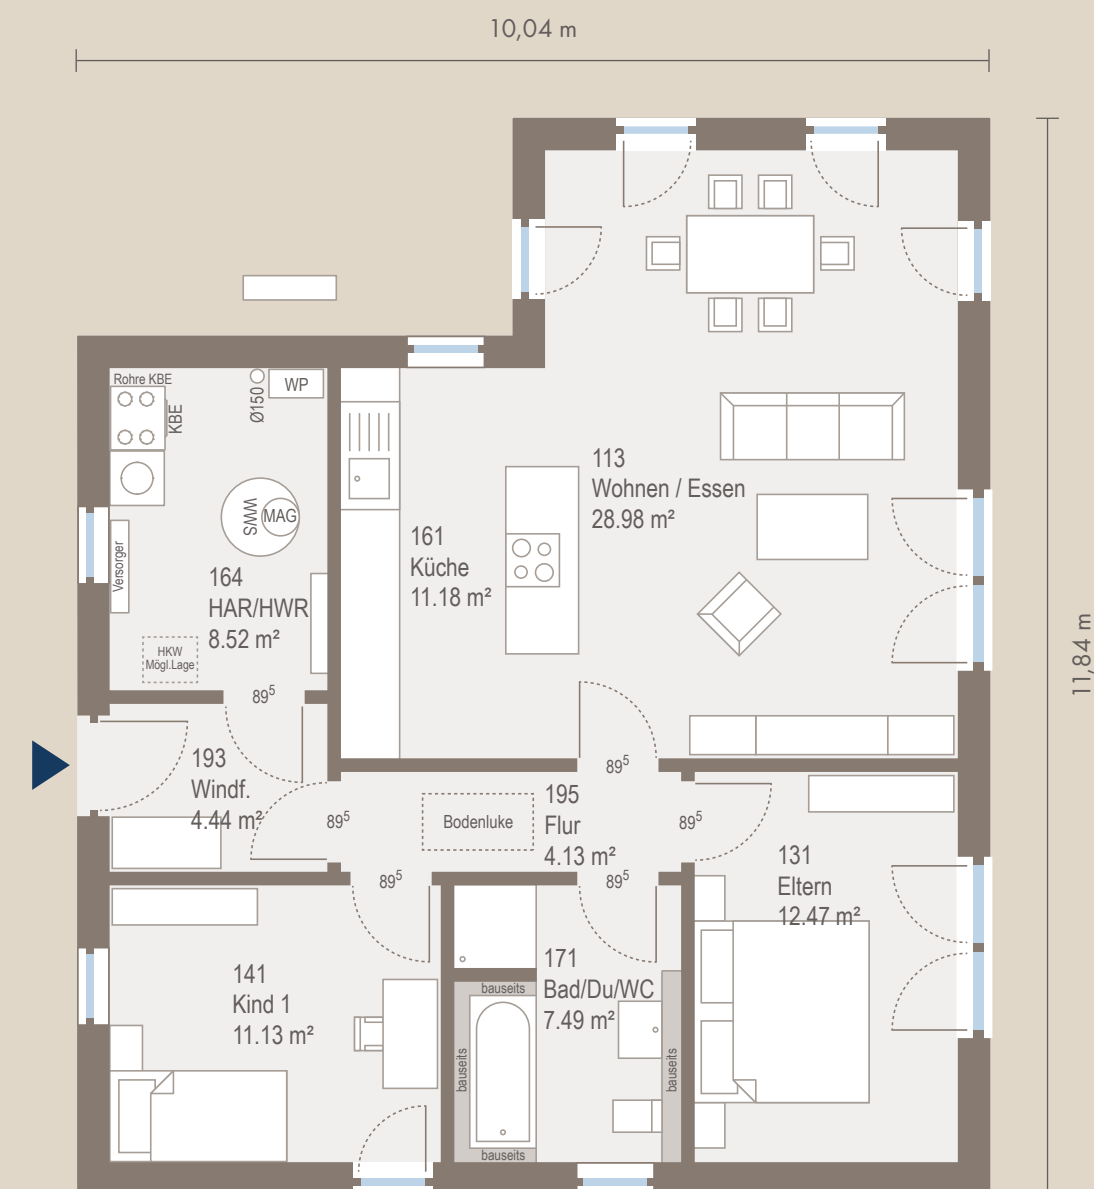 10,04 m
11,84 m
Rohre KBE
KBE
Ø150
WP
WWS
MAG
Versorger
164
HAR/HWR
8.52 m²
HKW
Mögl.Lage
89⁵
161
Küche
11.18 m²
113
Wohnen / Essen
28.98 m²
193
Windf.
4.44 m²
89⁵
Bodenluke
195
Flur
4.13 m²
89⁵
89⁵
89⁵
89⁵
131
Eltern
12.47 m²
141
Kind 1
11.13 m²
171
Bad/Du/WC
7.49 m²
bauseits
bauseits
bauseits
bauseits